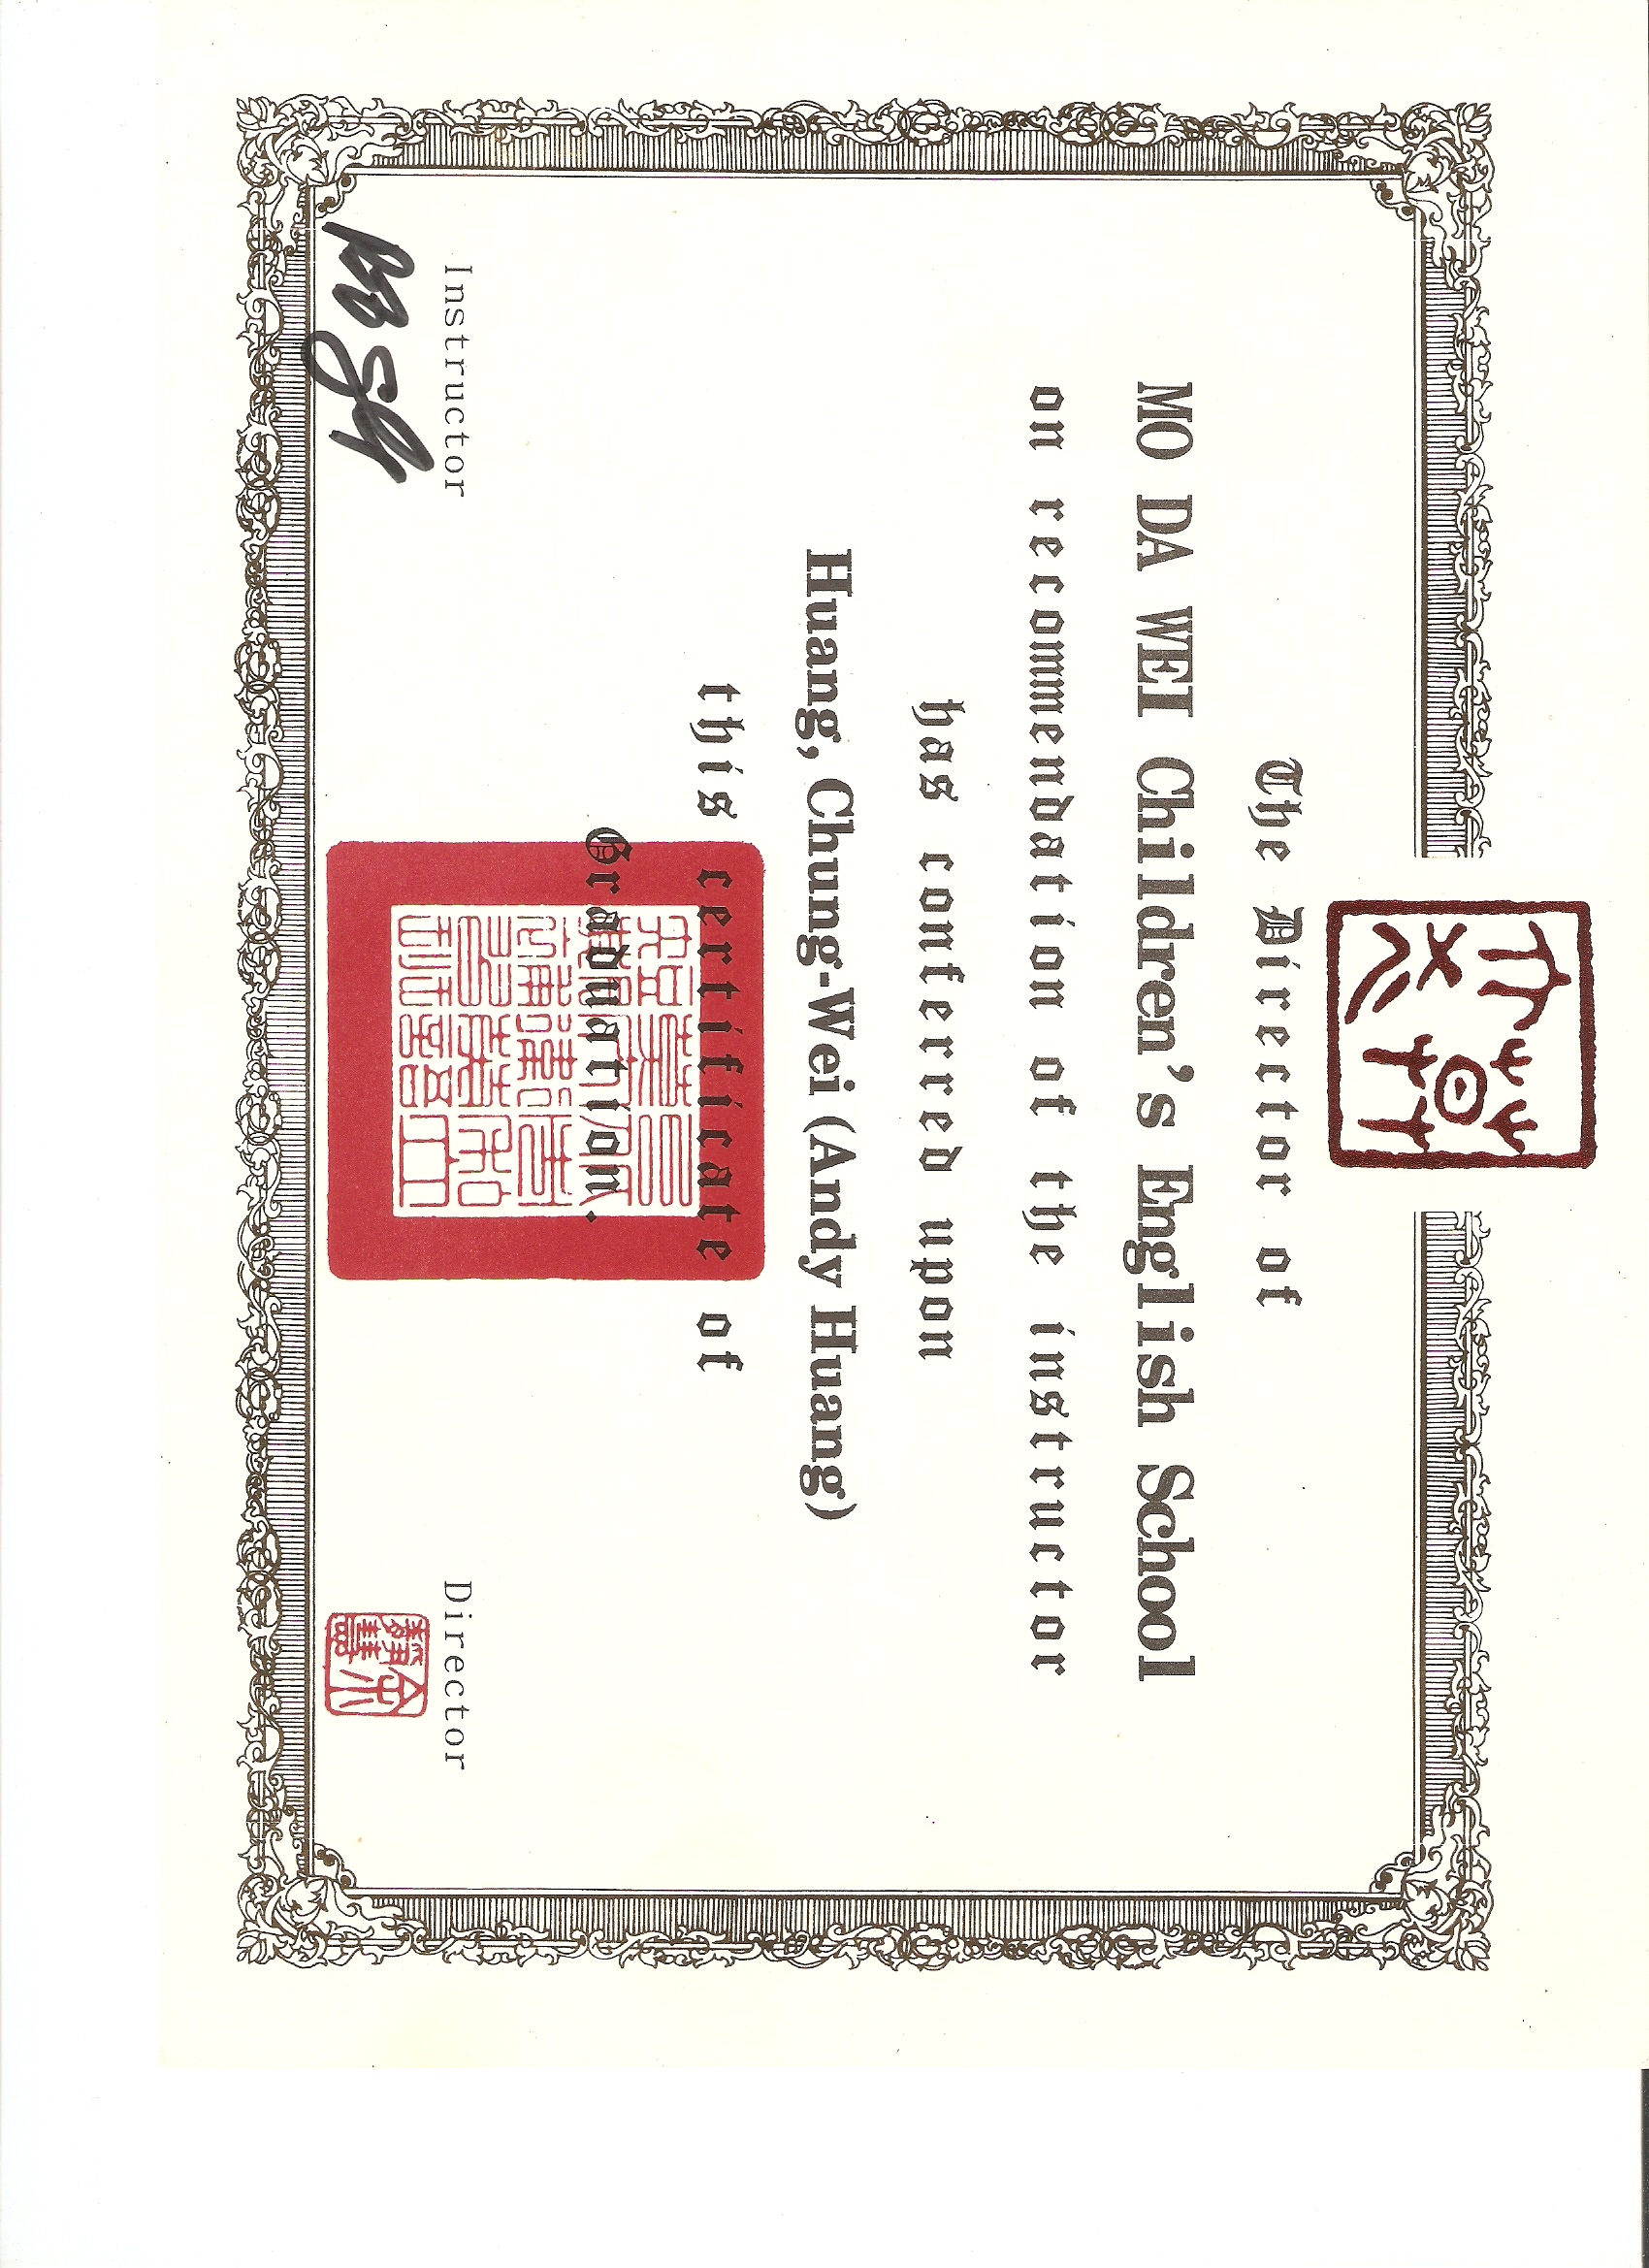 The Director of
MO DA WEI Children's English School
on recommendation of the instructor
has conferred upon
Huang, Chung-Wei (Andy Huang)
this certificate of
Graduation.
Instructor
Director